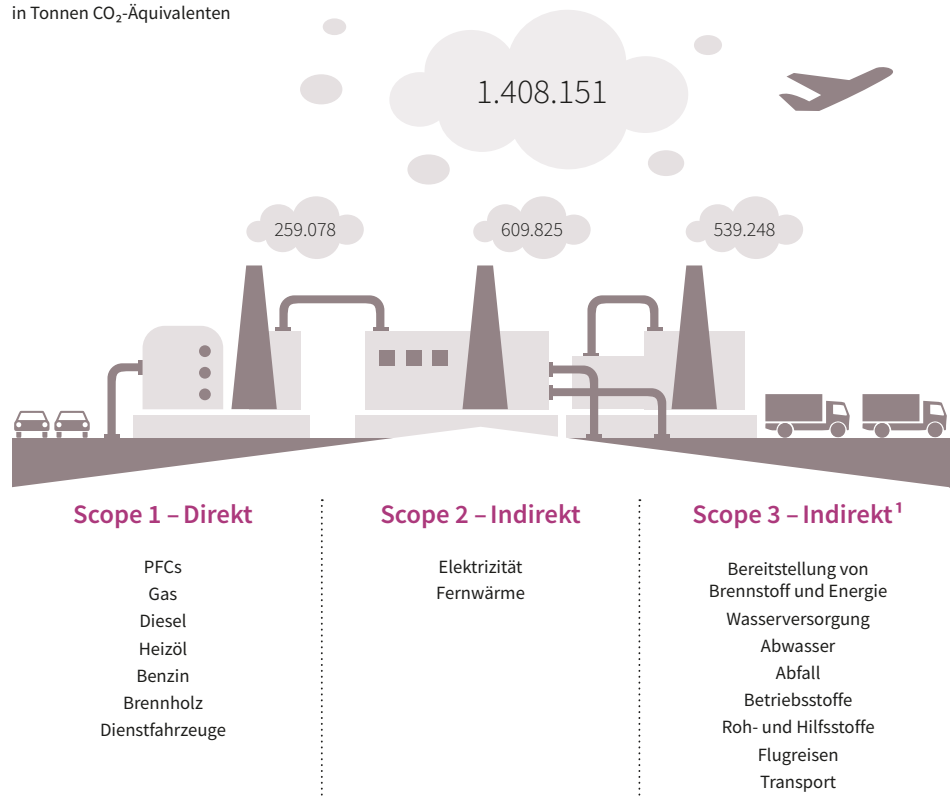 in Tonnen CO₂-Äquivalenten
1.408.151
259.078
609.825
539.248
Scope 1 – Direkt
PFCs
Gas
Diesel
Heizöl
Benzin
Brennholz
Dienstfahrzeuge
Scope 2 – Indirekt
Elektrizität
Fernwärme
Scope 3 – Indirekt¹
Bereitstellung von
Brennstoff und Energie
Wasserversorgung
Abwasser
Abfall
Betriebsstoffe
Roh- und Hilfsstoffe
Flugreisen
Transport